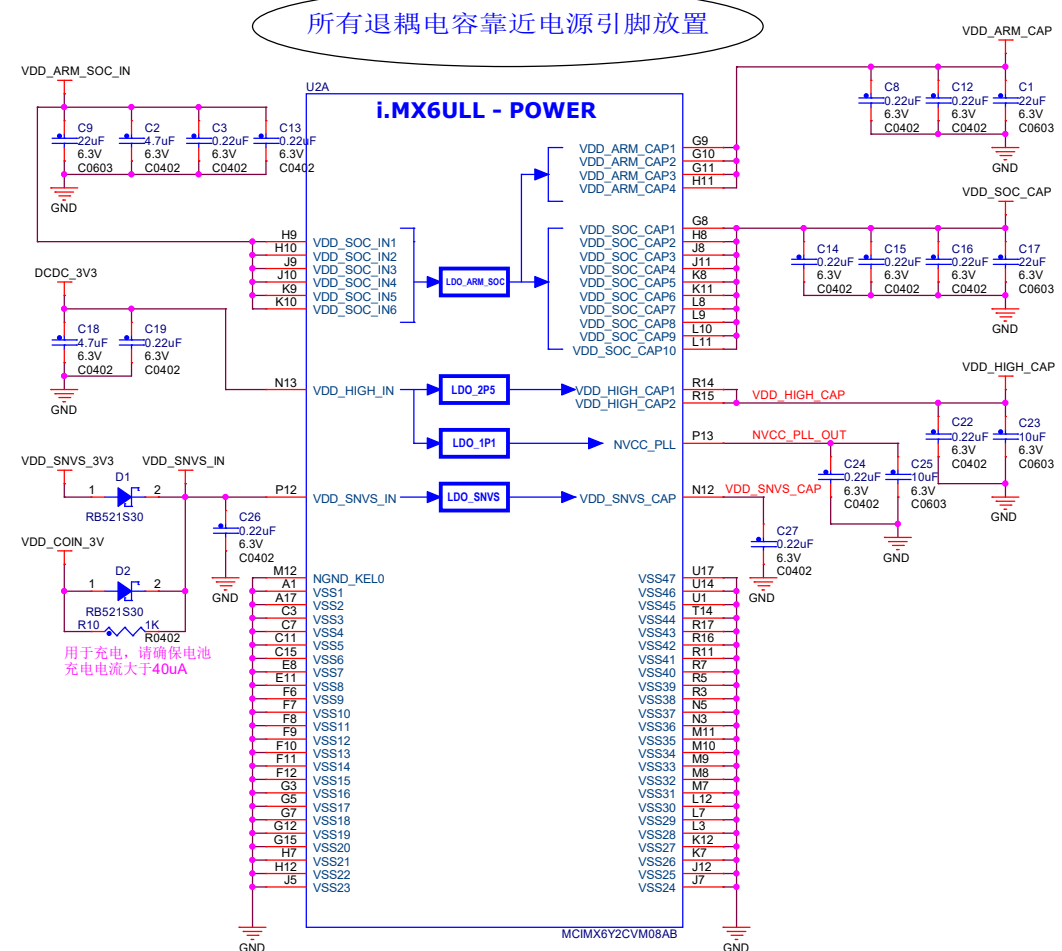 所有退耦电容靠近电源引脚放置
VDD_ARM_CAP
VDD_ARM_SOC_IN
U2A
i.MX6ULL - POWER
C9
22uF
6.3V
C0603
C2
4.7uF
6.3V
C0402
C3
0.22uF
6.3V
C0402
C13
0.22uF
6.3V
C0402
GND
C8
0.22uF
6.3V
C0402
C12
0.22uF
6.3V
C0402
C1
22uF
6.3V
C0603
GND
VDD_ARM_CAP1 G9
VDD_ARM_CAP2 G10
VDD_ARM_CAP3 G11
VDD_ARM_CAP4 H11
VDD_SOC_CAP
H9 VDD_SOC_IN1
H10 VDD_SOC_IN2
J9 VDD_SOC_IN3
J10 VDD_SOC_IN4
K9 VDD_SOC_IN5
K10 VDD_SOC_IN6
LDO_ARM_SOC
VDD_SOC_CAP1 G8
VDD_SOC_CAP2 H8
VDD_SOC_CAP3 J8
VDD_SOC_CAP4 J11
VDD_SOC_CAP5 K8
VDD_SOC_CAP6 K11
VDD_SOC_CAP7 L8
VDD_SOC_CAP8 L9
VDD_SOC_CAP9 L10
VDD_SOC_CAP10 L11
C14
0.22uF
6.3V
C0402
C15
0.22uF
6.3V
C0402
C16
0.22uF
6.3V
C0402
C17
22uF
6.3V
C0603
GND
DCDC_3V3
C18
4.7uF
6.3V
C0402
C19
0.22uF
6.3V
C0402
GND
N13 VDD_HIGH_IN
LDO_2P5
VDD_HIGH_CAP1 R14
VDD_HIGH_CAP2 R15
VDD_HIGH_CAP
VDD_HIGH_CAP
LDO_1P1
NVCC_PLL P13
NVCC_PLL_OUT
C22
0.22uF
6.3V
C0402
C23
10uF
6.3V
C0603
GND
C24
0.22uF
6.3V
C0402
C25
10uF
6.3V
C0603
GND
VDD_SNVS_3V3
VDD_SNVS_IN
1 D1 2
RB521S30
P12 VDD_SNVS_IN
LDO_SNVS
VDD_SNVS_CAP N12
VDD_SNVS_CAP
C26
0.22uF
6.3V
C0402
GND
C27
0.22uF
6.3V
C0402
GND
VDD_COIN_3V
1 D2 2
RB521S30
R10 1K
R0402
用于充电，请确保电池
充电电流大于40uA
M12 NGND_KEL0
A1 VSS1
A17 VSS2
C3 VSS3
C7 VSS4
C11 VSS5
C15 VSS6
E8 VSS7
E11 VSS8
F6 VSS9
F7 VSS10
F8 VSS11
F9 VSS12
F10 VSS13
F11 VSS14
F12 VSS15
G3 VSS16
G5 VSS17
G7 VSS18
G12 VSS19
G15 VSS20
H7 VSS21
H12 VSS22
J5 VSS23
GND
VSS47 U17
VSS46 U14
VSS45 U1
VSS44 T14
VSS43 R17
VSS42 R16
VSS41 R11
VSS40 R7
VSS39 R5
VSS38 R3
VSS37 N5
VSS36 N3
VSS35 M11
VSS34 M10
VSS33 M9
VSS32 M8
VSS31 M7
VSS30 L12
VSS29 L7
VSS28 L3
VSS27 K12
VSS26 K7
VSS25 J12
VSS24 J7
MCIMX6Y2CVM08AB
GND